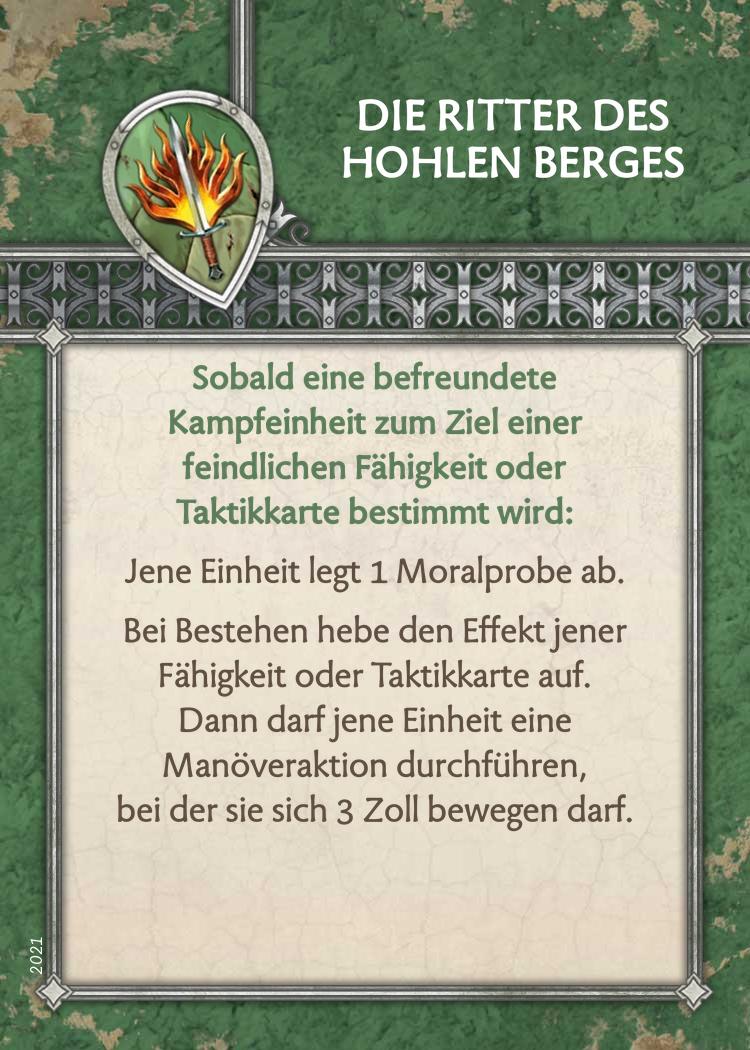 DIE RITTER DES
HOHLEN BERGES
Sobald eine befreundete
Kampfeinheit zum Ziel einer
feindlichen Fähigkeit oder
Taktikkarte bestimmt wird:
Jene Einheit legt 1 Moralprobe ab.
Bei Bestehen hebe den Effekt jener
Fähigkeit oder Taktikkarte auf.
Dann darf jene Einheit eine
Manöveraktion durchführen,
bei der sie sich 3 Zoll bewegen darf.
2021